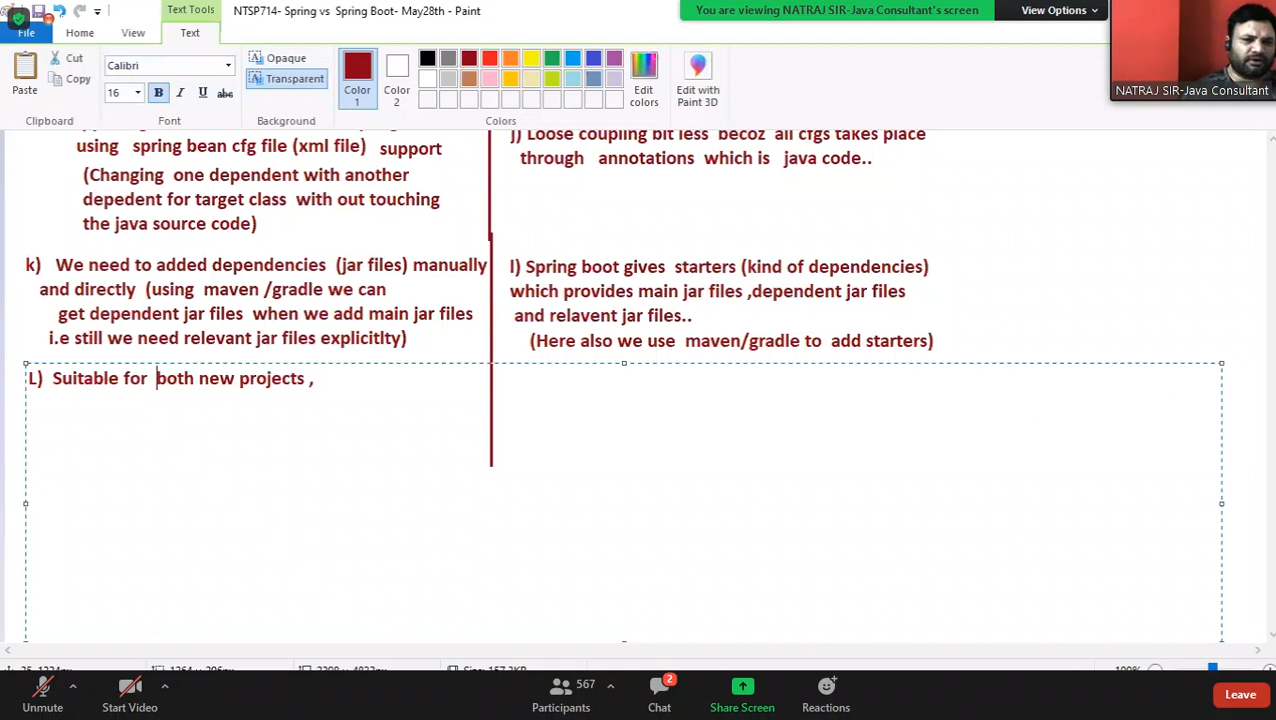 NTSP714- Spring vs Spring Boot- May28th - Paint
Text Tools
You are viewing NATRAJ SIR-Java Consultant's screen
View Options
File
Home
View
Text
Paste
Cut
Copy
Clipboard
Calibri
16
B I U abc
Font
Opaque
Transparent
Background
Color
1
Color
2
Edit
colors
Edit with
Paint 3D
Colors
NATRAJ SIR-Java Consultant
using spring bean cfg file (xml file) support
(Changing one dependent with another
depedent for target class with out touching
the java source code)
j) Loose coupling bit less becoz all cfgs takes place
through annotations which is java code..
k) We need to added dependencies (jar files) manually
and directly (using maven /gradle we can
get dependent jar files when we add main jar files
i.e still we need relevant jar files explicitlty)
l) Spring boot gives starters (kind of dependencies)
which provides main jar files ,dependent jar files
and relavent jar files..
(Here also we use maven/gradle to add starters)
L) Suitable for both new projects ,
100%
Unmute
Start Video
567
Participants
2
Chat
Share Screen
Reactions
Leave